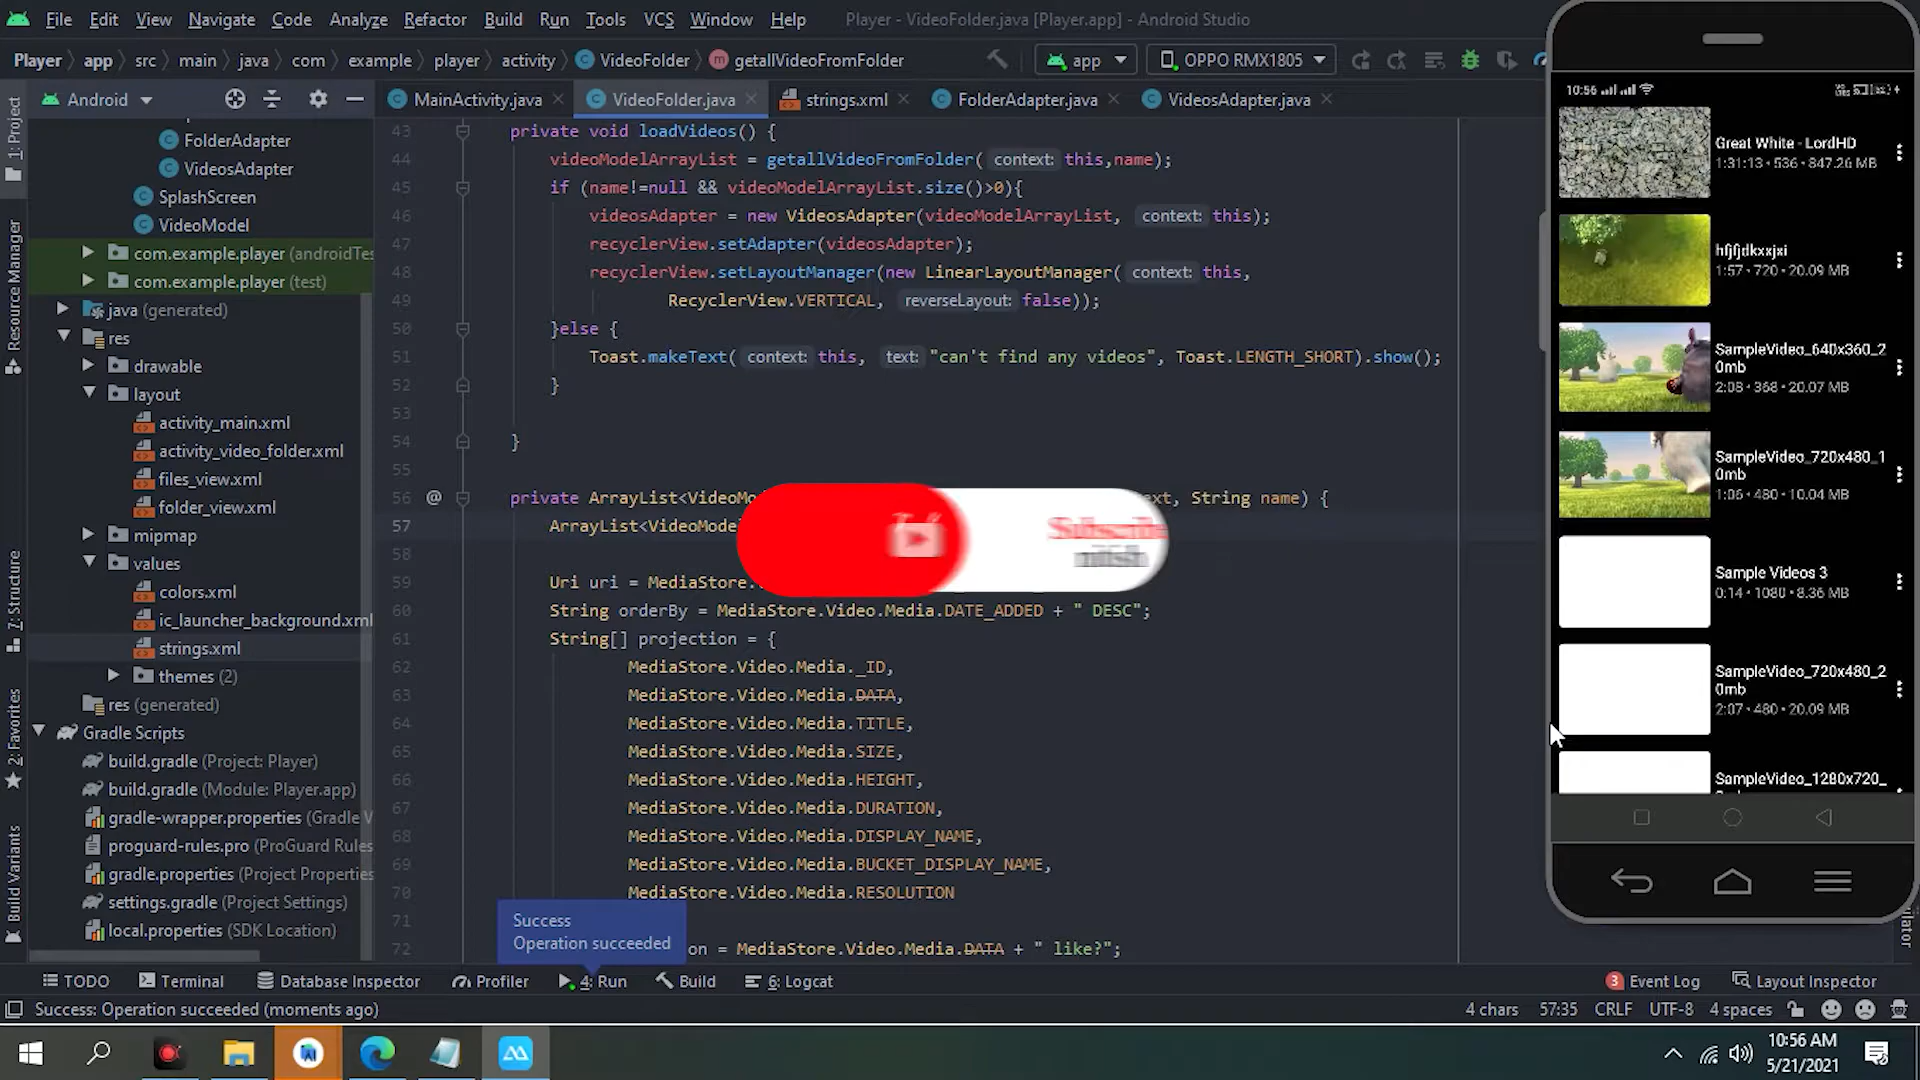 File Edit View Navigate Code Analyze Refactor Build Run Tools VCS Window Help Player - VideoFolder.java [Player.app] - Android Studio
Player app src main java com example player activity VideoFolder getallVideoFromFolder app OPPO RMX1805
Android MainActivity.java VideoFolder.java strings.xml FolderAdapter.java VideosAdapter.java
1: Project
Resource Manager
7: Structure
2: Favorites
Build Variants
FolderAdapter
VideosAdapter
SplashScreen
VideoModel
com.example.player (androidTes
com.example.player (test)
java (generated)
res
drawable
layout
activity_main.xml
activity_video_folder.xml
files_view.xml
folder_view.xml
mipmap
values
colors.xml
ic_launcher_background.xml
strings.xml
themes (2)
res (generated)
Gradle Scripts
build.gradle (Project: Player)
build.gradle (Module: Player.app)
gradle-wrapper.properties (Gradle V
proguard-rules.pro (ProGuard Rules
gradle.properties (Project Properties
settings.gradle (Project Settings)
local.properties (SDK Location)
43 private void loadVideos() {
44 videoModelArrayList = getallVideoFromFolder( context: this,name);
45 if (name!=null && videoModelArrayList.size()>0){
46 videosAdapter = new VideosAdapter(videoModelArrayList, context: this);
47 recyclerView.setAdapter(videosAdapter);
48 recyclerView.setLayoutManager(new LinearLayoutManager( context: this,
49 RecyclerView.VERTICAL, reverseLayout: false));
50 }else {
51 Toast.makeText( context: this, text: "can't find any videos", Toast.LENGTH_SHORT).show();
52 }
53
54 }
55
56 @ private ArrayList<VideoMo ext, String name) {
57 ArrayList<VideoModel
58
59 Uri uri = MediaStore.
60 String orderBy = MediaStore.Video.Media.DATE_ADDED + " DESC";
61 String[] projection = {
62 MediaStore.Video.Media._ID,
63 MediaStore.Video.Media.DATA,
64 MediaStore.Video.Media.TITLE,
65 MediaStore.Video.Media.SIZE,
66 MediaStore.Video.Media.HEIGHT,
67 MediaStore.Video.Media.DURATION,
68 MediaStore.Video.Media.DISPLAY_NAME,
69 MediaStore.Video.Media.BUCKET_DISPLAY_NAME,
70 MediaStore.Video.Media.RESOLUTION
71
72 on = MediaStore.Video.Media.DATA + " like?";
Subscribe
nitish
Success
Operation succeeded
10:56
Great White - LordHD
1:31:13 • 536 • 847.26 MB
hfjfjdkxxjxi
1:57 • 720 • 20.09 MB
SampleVideo_640x360_2
0mb
2:08 • 368 • 20.07 MB
SampleVideo_720x480_1
0mb
1:06 • 480 • 10.04 MB
Sample Videos 3
0:14 • 1080 • 8.36 MB
SampleVideo_720x480_2
0mb
2:07 • 480 • 20.09 MB
SampleVideo_1280x720_
TODO Terminal Database Inspector Profiler 4: Run Build 6: Logcat 3 Event Log Layout Inspector
Success: Operation succeeded (moments ago) 4 chars 57:35 CRLF UTF-8 4 spaces
10:56 AM
5/21/2021